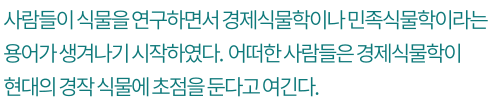 사람들이 식물을 연구하면서 경제식물학이나 민족식물학이라는
용어가 생겨나기 시작하였다. 어떠한 사람들은 경제식물학이
현대의 경작 식물에 초점을 둔다고 여긴다.